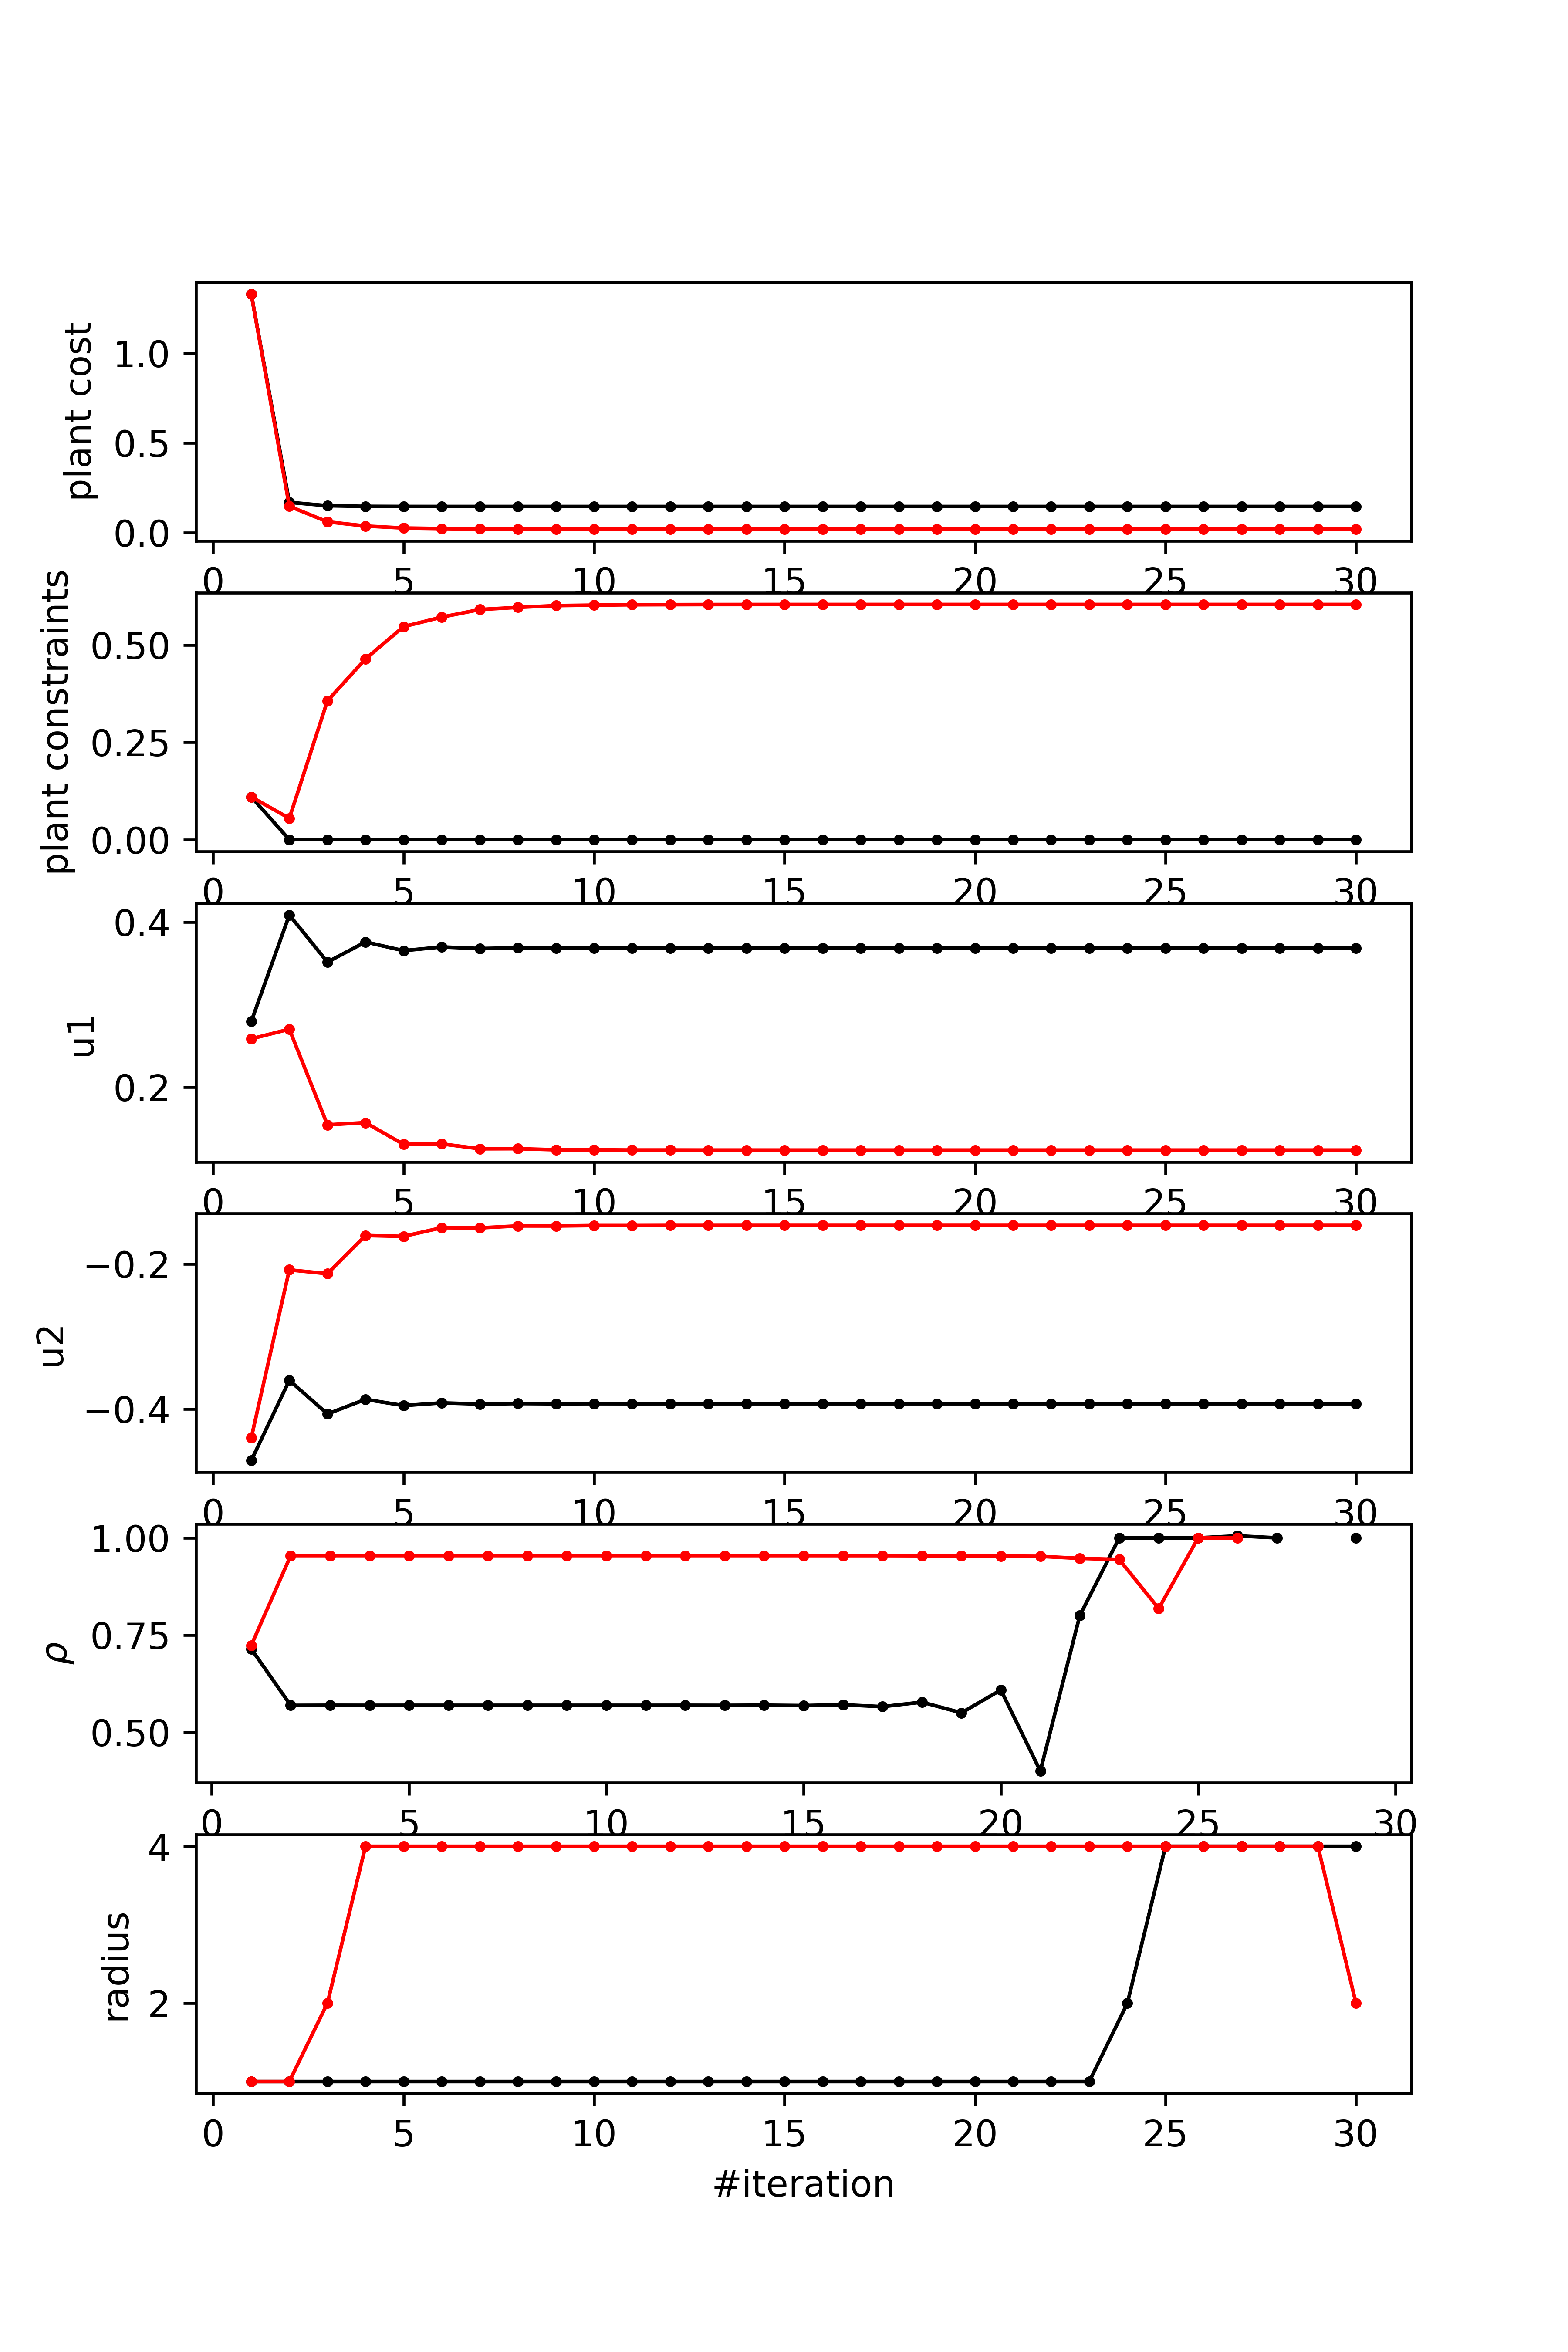 plant cost
1.0
0.5
0.0
0 5 10 15 20 25 30
plant constraints
0.50
0.25
0.00
0 5 10 15 20 25 30
u1
0.4
0.2
0 5 10 15 20 25 30
u2
−0.2
−0.4
0 5 10 15 20 25 30
ρ
1.00
0.75
0.50
0 5 10 15 20 25 30
radius
4
2
0 5 10 15 20 25 30
#iteration